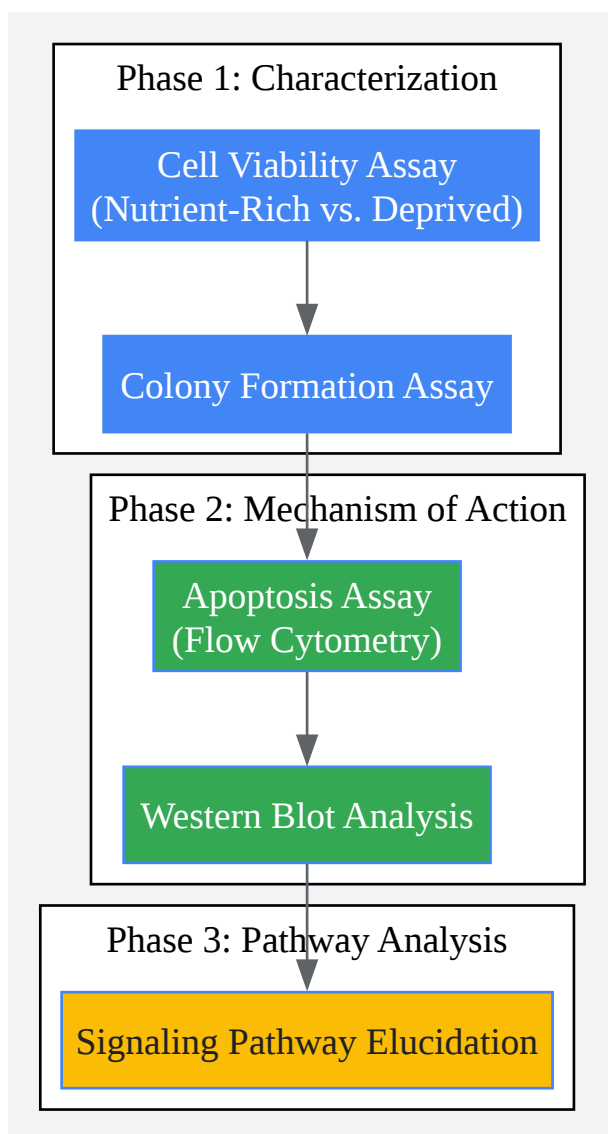 Phase 1: Characterization
Cell Viability Assay
(Nutrient-Rich vs. Deprived)
Colony Formation Assay
Phase 2: Mechanism of Action
Apoptosis Assay
(Flow Cytometry)
Western Blot Analysis
Phase 3: Pathway Analysis
Signaling Pathway Elucidation